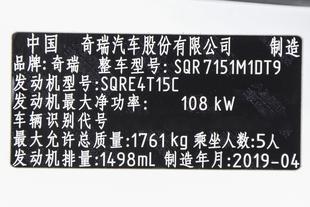 中国 奇瑞汽车股份有限公司 制造
品牌:奇瑞 整车型号:SQR7151M1DT9
发动机型号:SQRE4T15C
发动机最大净功率: 108 kW
车辆识别代号
最大允许总质量:1761kg 乘坐人数:5人
发动机排量:1498mL 制造年月:2019-04